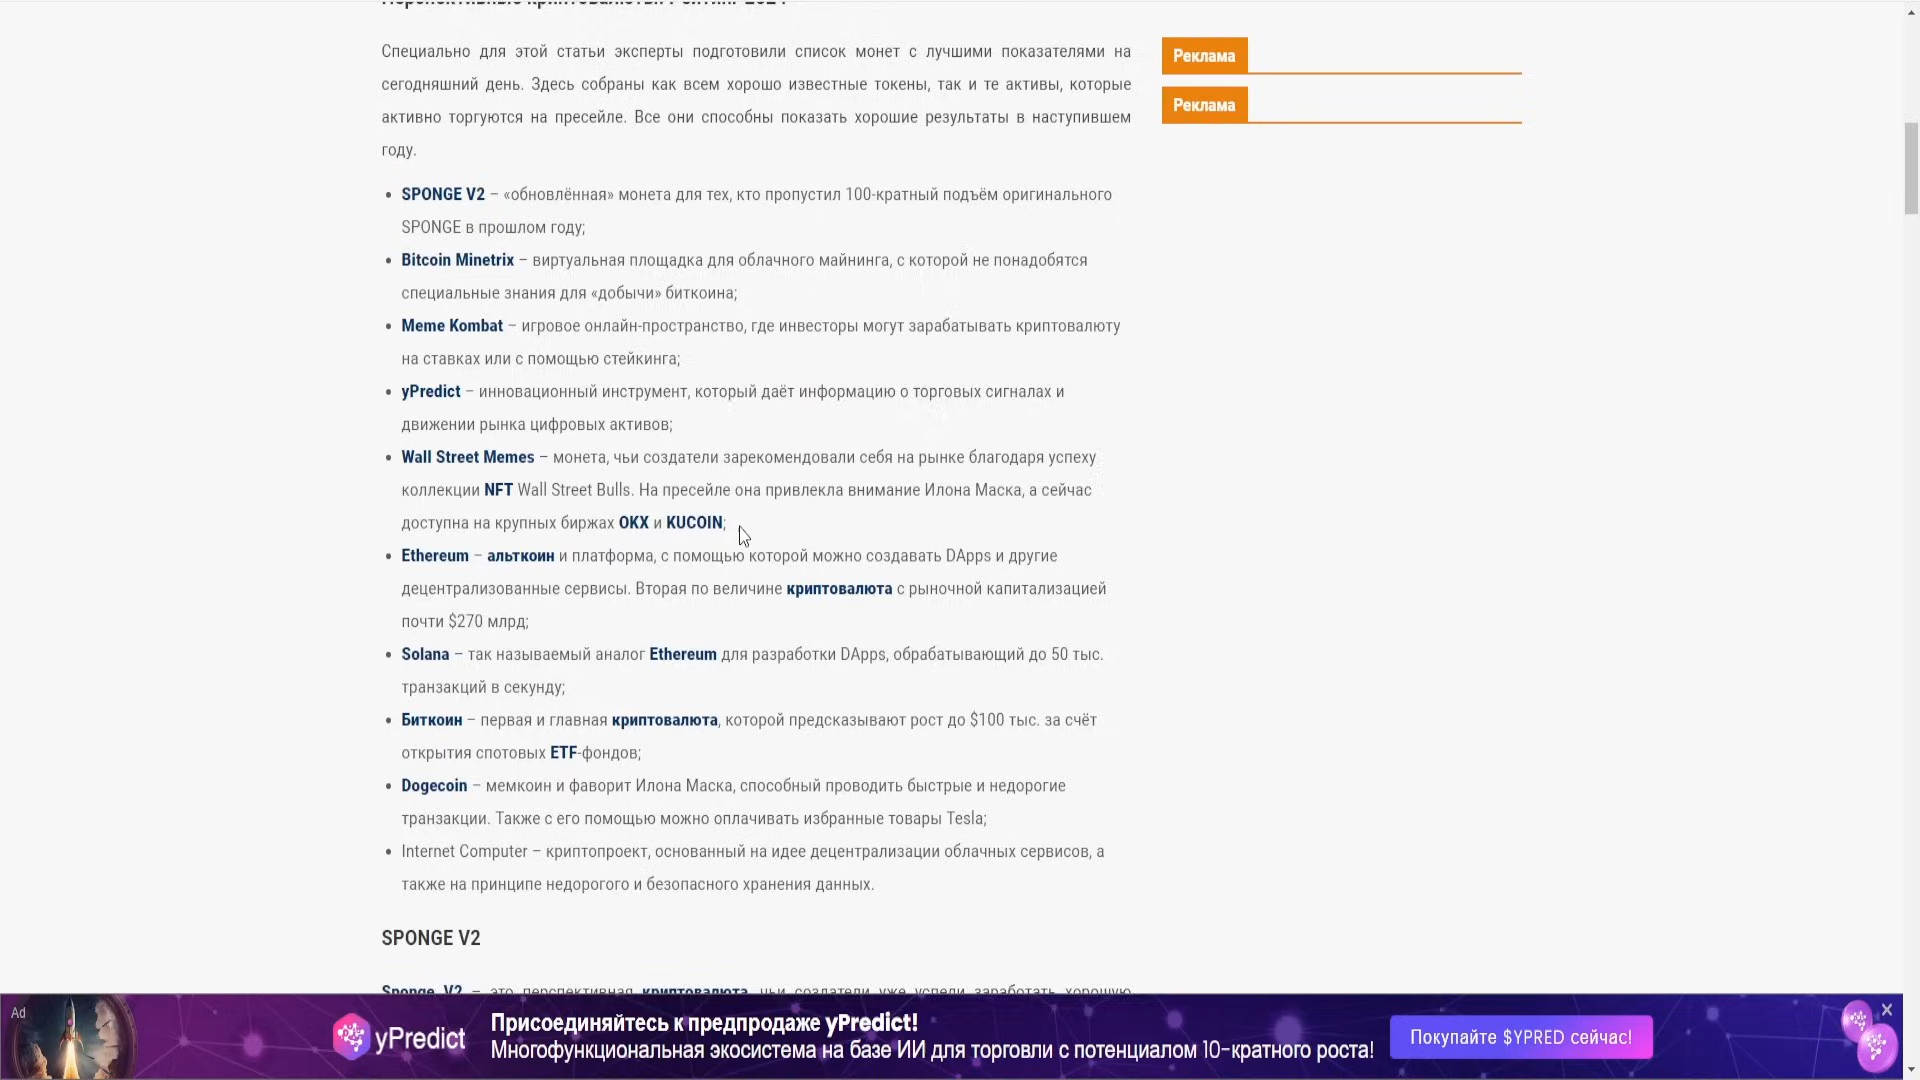 Перспективные криптовалюты: Рейтинг 2024
Специально для этой статьи эксперты подготовили список монет с лучшими показателями на
сегодняшний день. Здесь собраны как всем хорошо известные токены, так и те активы, которые
активно торгуются на пресейле. Все они способны показать хорошие результаты в наступившем
году.
• SPONGE V2 – «обновлённая» монета для тех, кто пропустил 100-кратный подъём оригинального
SPONGE в прошлом году;
• Bitcoin Minetrix – виртуальная площадка для облачного майнинга, с которой не понадобятся
специальные знания для «добычи» биткоина;
• Meme Kombat – игровое онлайн-пространство, где инвесторы могут зарабатывать криптовалюту
на ставках или с помощью стейкинга;
• yPredict – инновационный инструмент, который даёт информацию о торговых сигналах и
движении рынка цифровых активов;
• Wall Street Memes – монета, чьи создатели зарекомендовали себя на рынке благодаря успеху
коллекции NFT Wall Street Bulls. На пресейле она привлекла внимание Илона Маска, а сейчас
доступна на крупных биржах OKX и KUCOIN;
• Ethereum – альткоин и платформа, с помощью которой можно создавать DApps и другие
децентрализованные сервисы. Вторая по величине криптовалюта с рыночной капитализацией
почти $270 млрд;
• Solana – так называемый аналог Ethereum для разработки DApps, обрабатывающий до 50 тыс.
транзакций в секунду;
• Биткоин – первая и главная криптовалюта, которой предсказывают рост до $100 тыс. за счёт
открытия спотовых ETF-фондов;
• Dogecoin – мемкоин и фаворит Илона Маска, способный проводить быстрые и недорогие
транзакции. Также с его помощью можно оплачивать избранные товары Tesla;
• Internet Computer – криптопроект, основанный на идее децентрализации облачных сервисов, а
также на принципе недорогого и безопасного хранения данных.
SPONGE V2
Sponge V2 – это перспективная криптовалюта, чьи создатели уже успели заработать хорошую
Реклама
Реклама
Ad
yPredict
Присоединяйтесь к предпродаже yPredict!
Многофункциональная экосистема на базе ИИ для торговли с потенциалом 10-кратного роста!
Покупайте $YPRED сейчас!